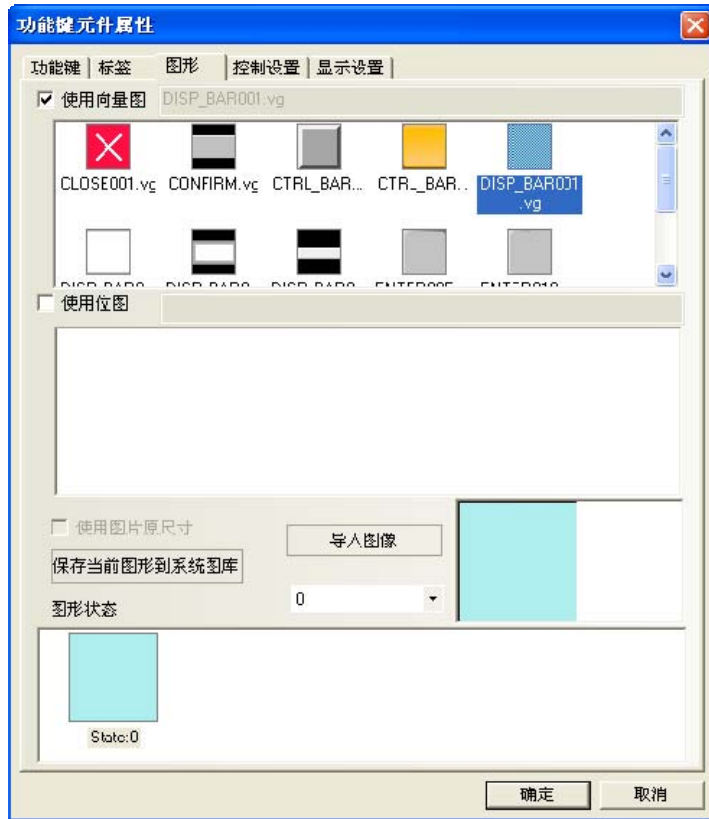 功能键元件属性
功能键 标签 图形 控制设置 显示设置
使用向量图 DISP_BAR001.vg
CLOSE001.vg CONFIRM.vg CTRL_BAR... CTRL_BAR... DISP_BAR001
.vg
使用位图
使用图片原尺寸
导入图像
保存当前图形到系统图库
0
图形状态
State:0
确定 取消